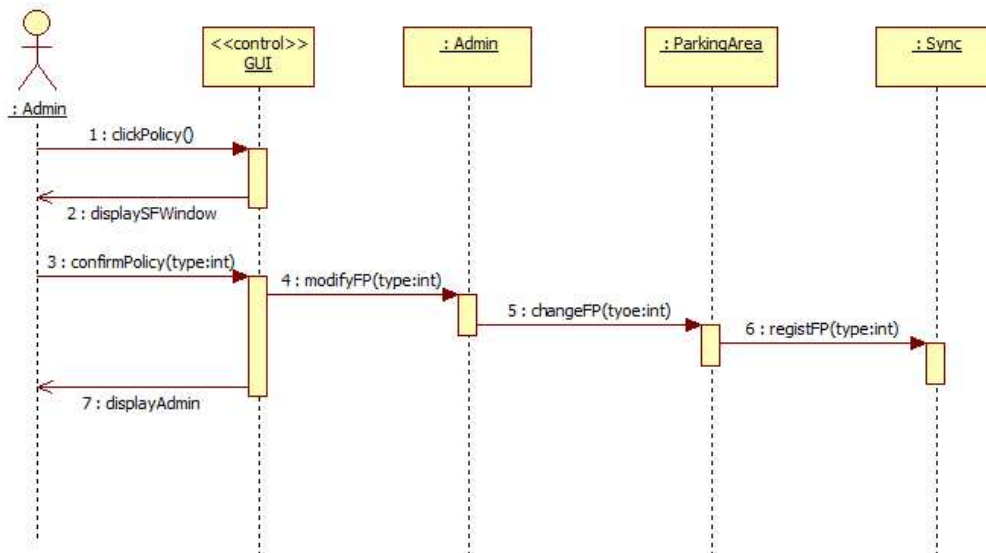 <<control>>
GUI
: Admin
: ParkingArea
: Sync
: Admin
1 : clickPolicy()
2 : displaySFWindow
3 : confirmPolicy(type:int)
4 : modifyFP(type:int)
5 : changeFP(tyoe:int)
6 : registFP(type:int)
7 : displayAdmin